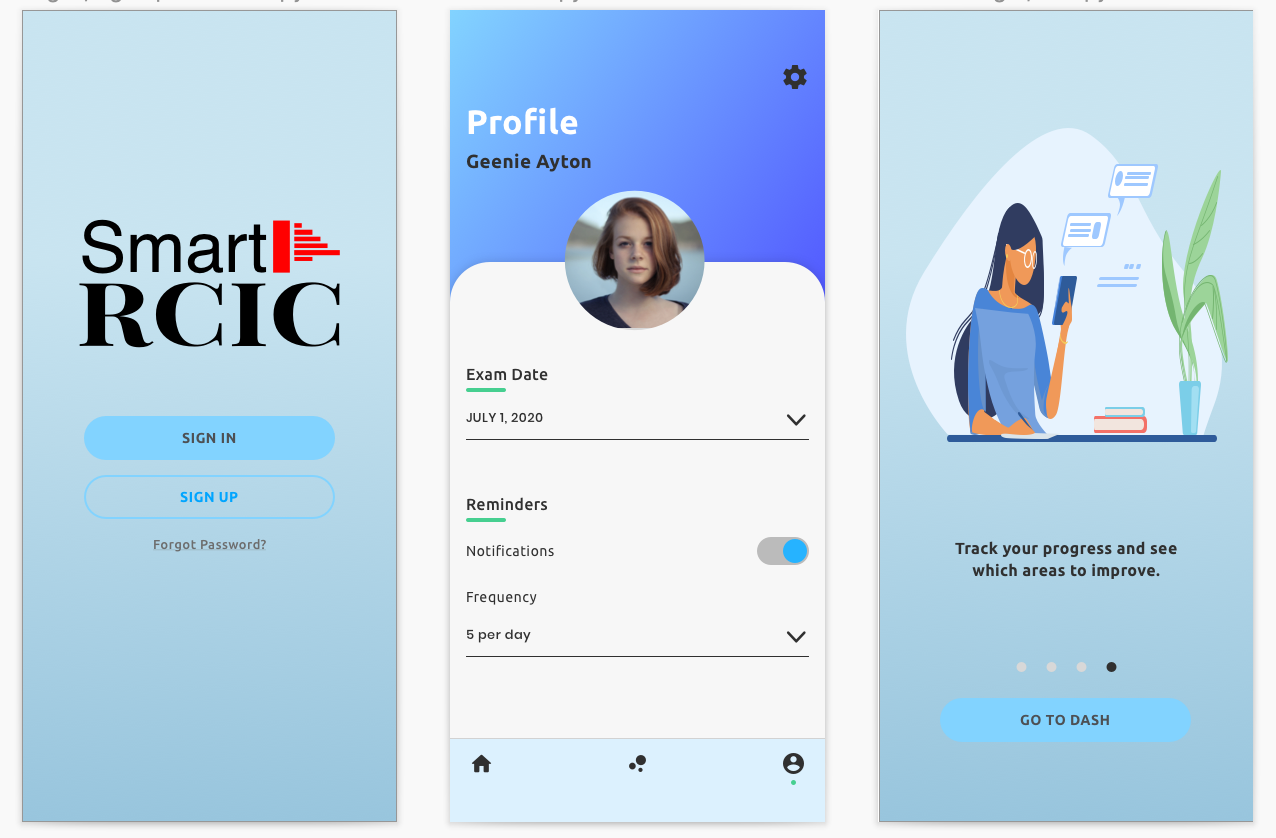 Smart
RCIC
SIGN IN
SIGN UP
Forgot Password?
Profile
Geenie Ayton
Exam Date
JULY 1, 2020
Reminders
Notifications
Frequency
5 per day
Track your progress and see
which areas to improve.
GO TO DASH